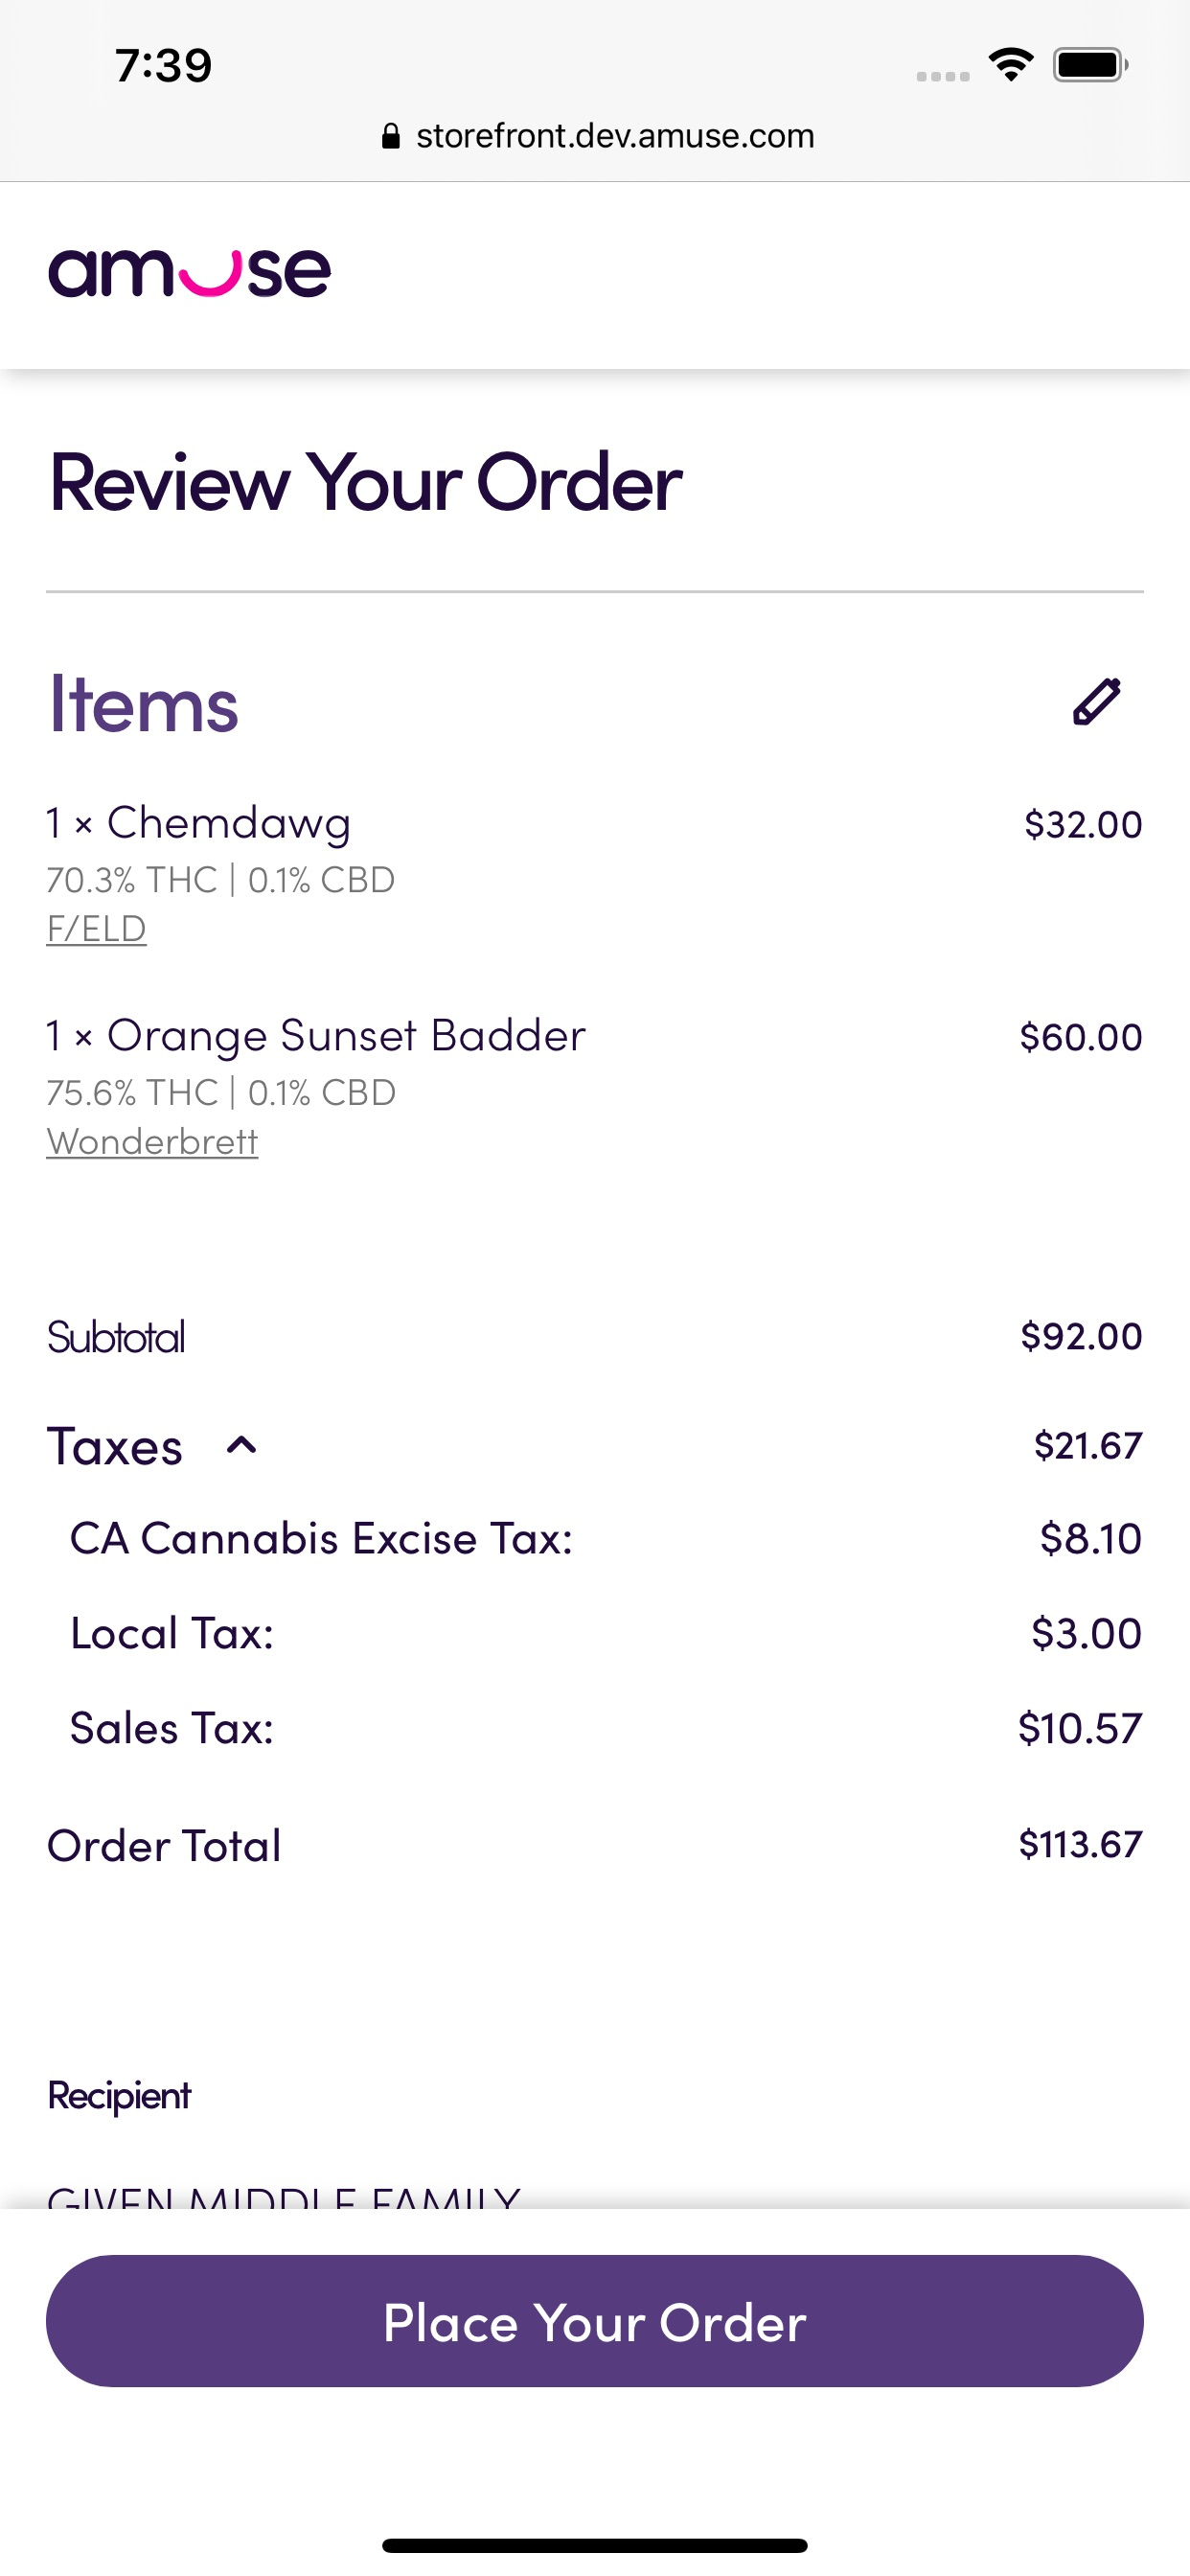 7:39
storefront.dev.amuse.com
amuse
Review Your Order
Items
1 × Chemdawg $32.00
70.3% THC | 0.1% CBD
F/ELD
1 × Orange Sunset Badder $60.00
75.6% THC | 0.1% CBD
Wonderbrett
Subtotal $92.00
Taxes $21.67
CA Cannabis Excise Tax: $8.10
Local Tax: $3.00
Sales Tax: $10.57
Order Total $113.67
Recipient
GIVEN MIDDLE FAMILY
Place Your Order